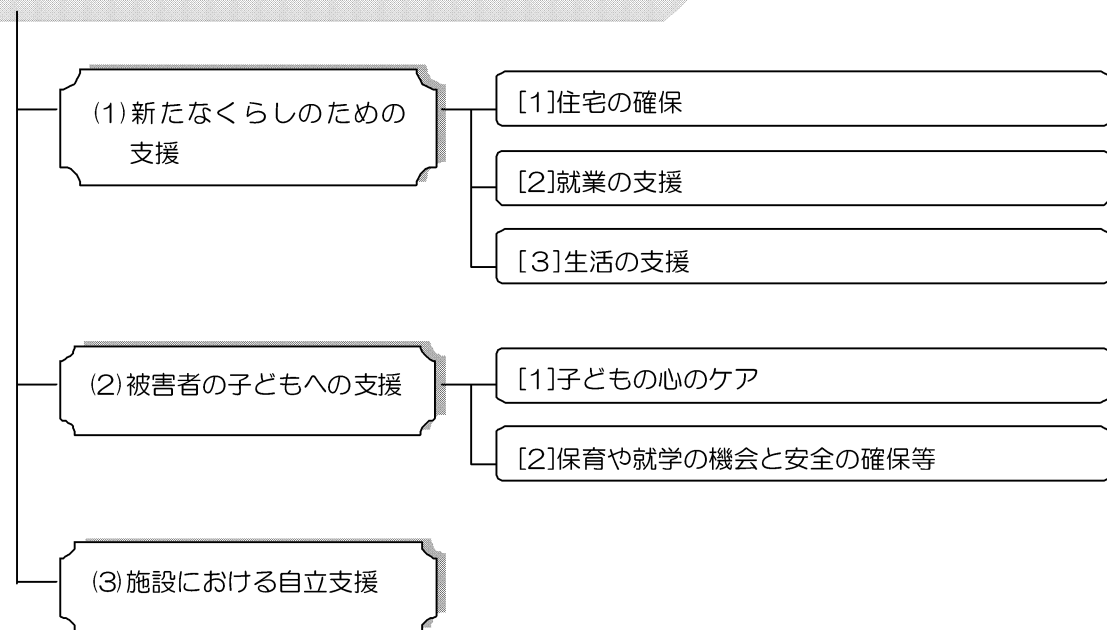 (1)新たなくらしのための
支援
[1]住宅の確保
[2]就業の支援
[3]生活の支援
(2)被害者の子どもへの支援
[1]子どもの心のケア
[2]保育や就学の機会と安全の確保等
(3)施設における自立支援